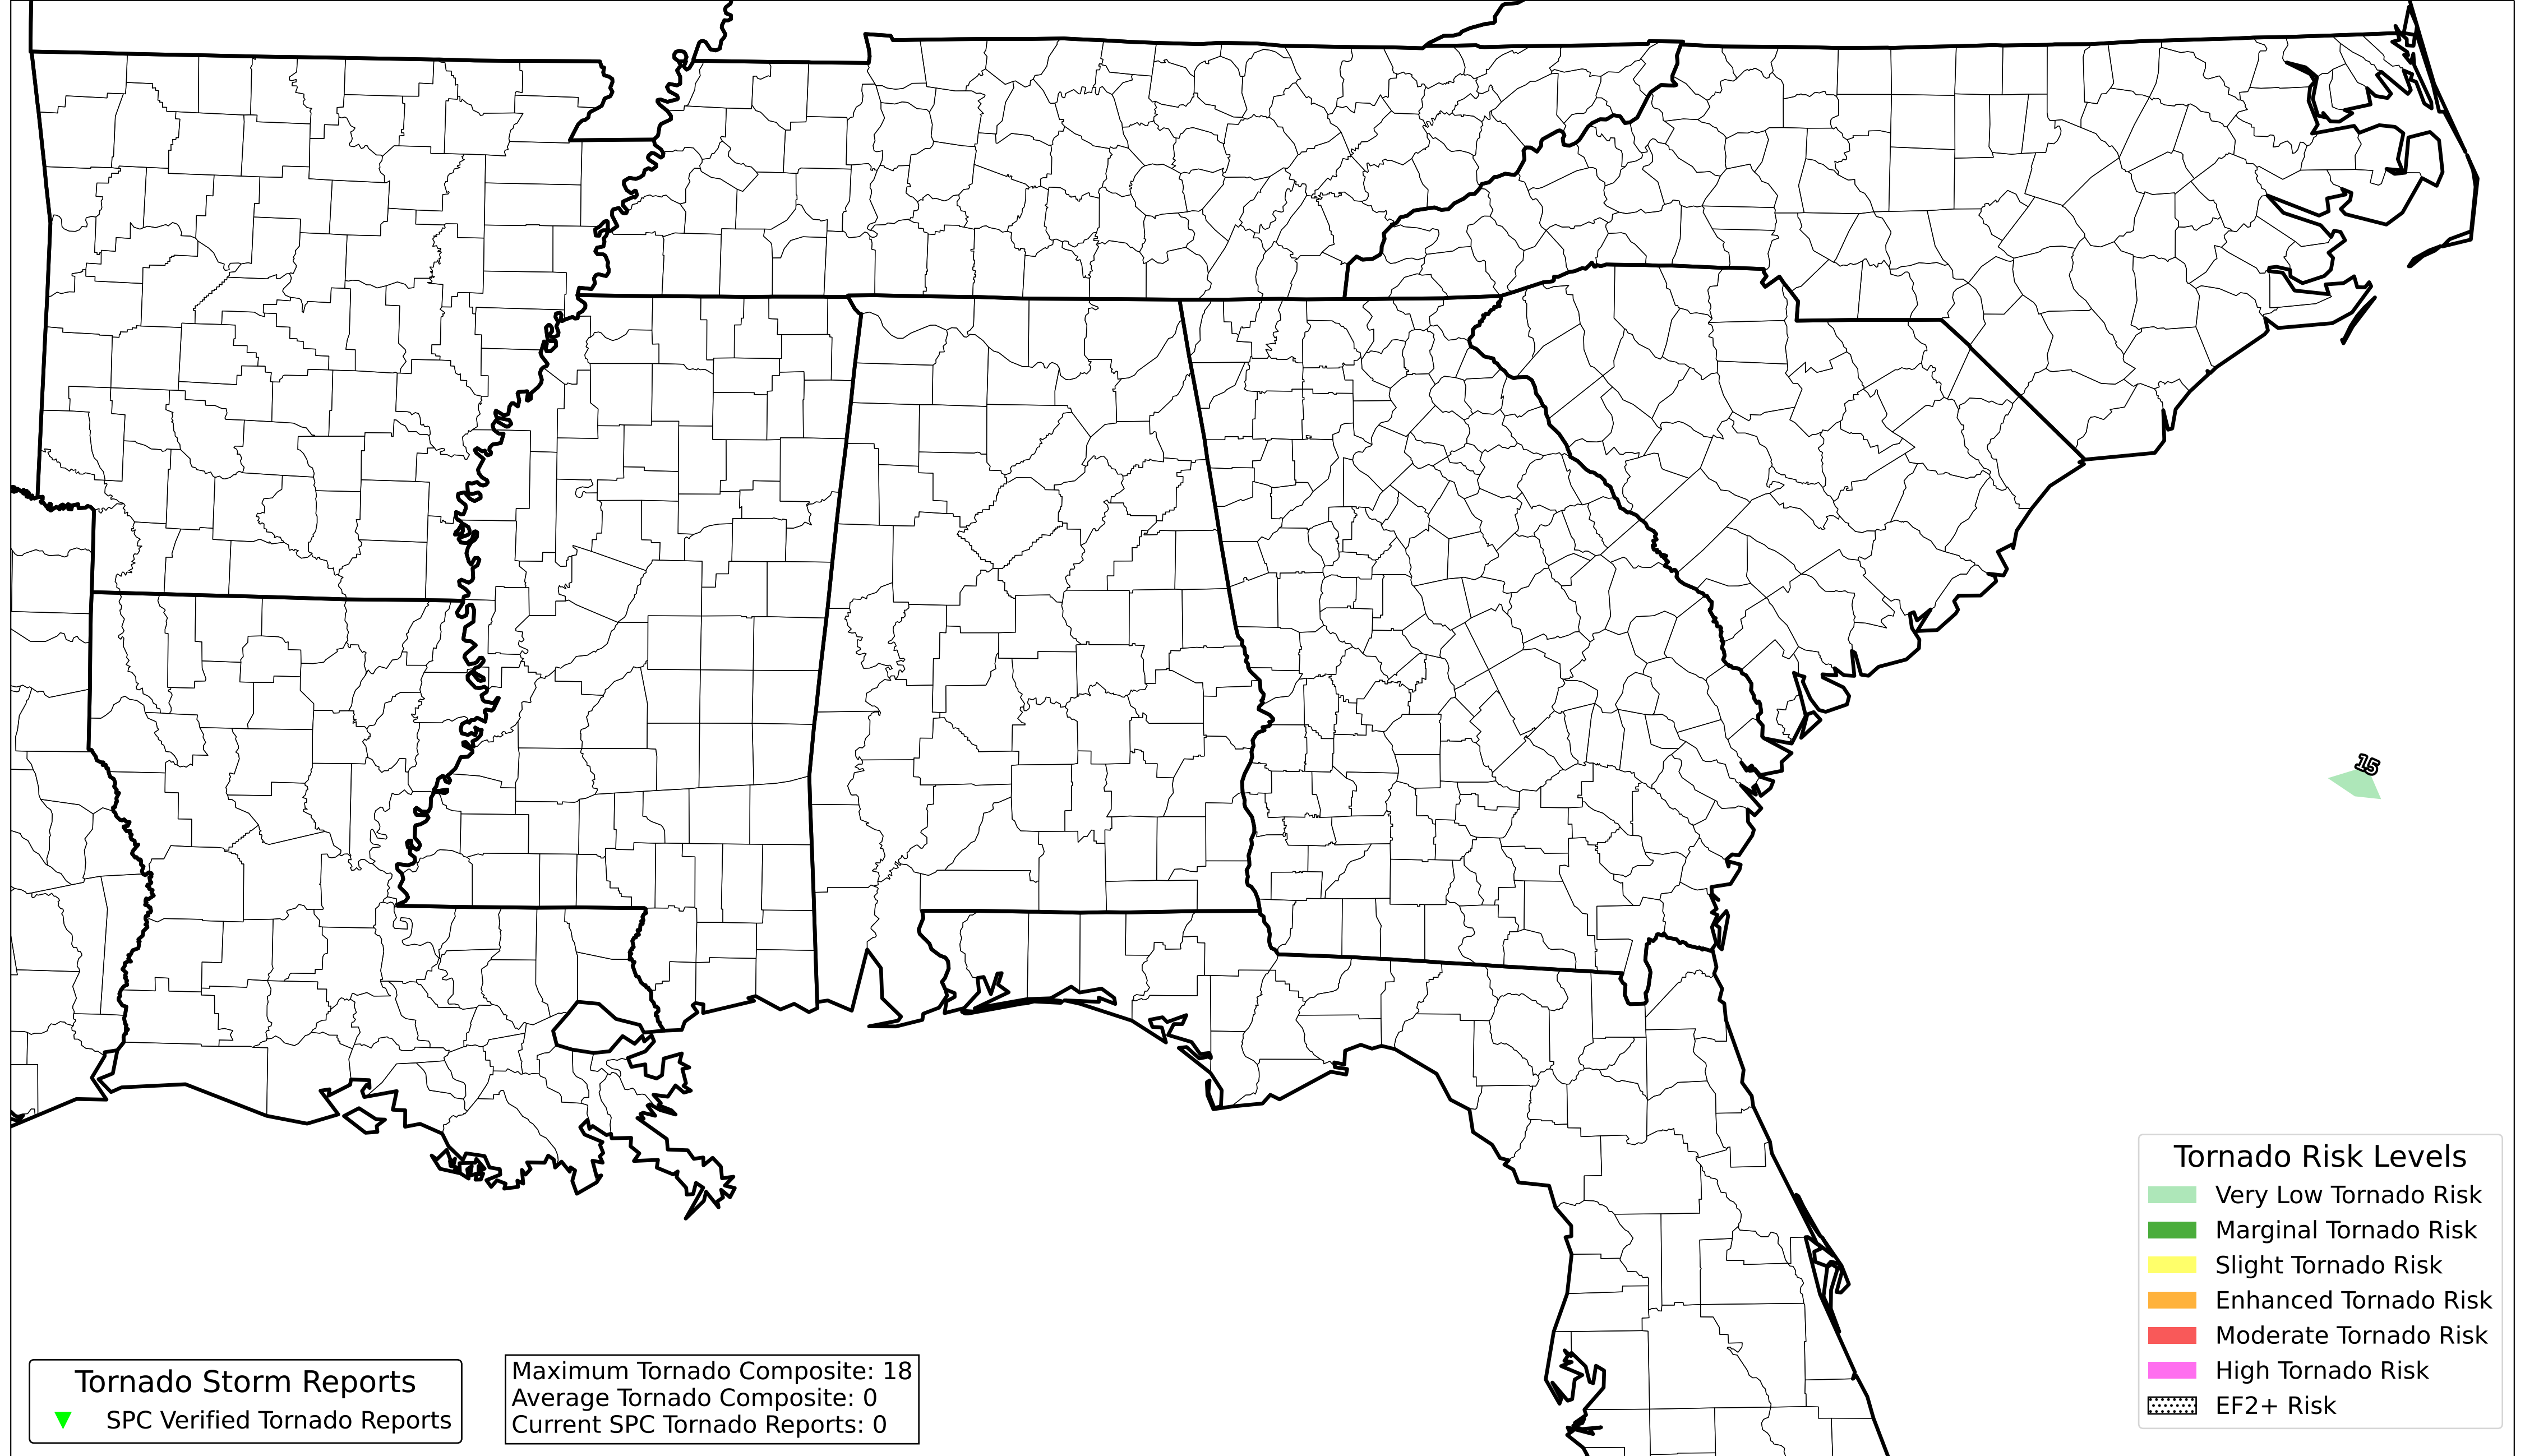 15
Tornado Risk Levels
Very Low Tornado Risk
Marginal Tornado Risk
Slight Tornado Risk
Enhanced Tornado Risk
Moderate Tornado Risk
High Tornado Risk
EF2+ Risk
Tornado Storm Reports
SPC Verified Tornado Reports
Maximum Tornado Composite: 18
Average Tornado Composite: 0
Current SPC Tornado Reports: 0